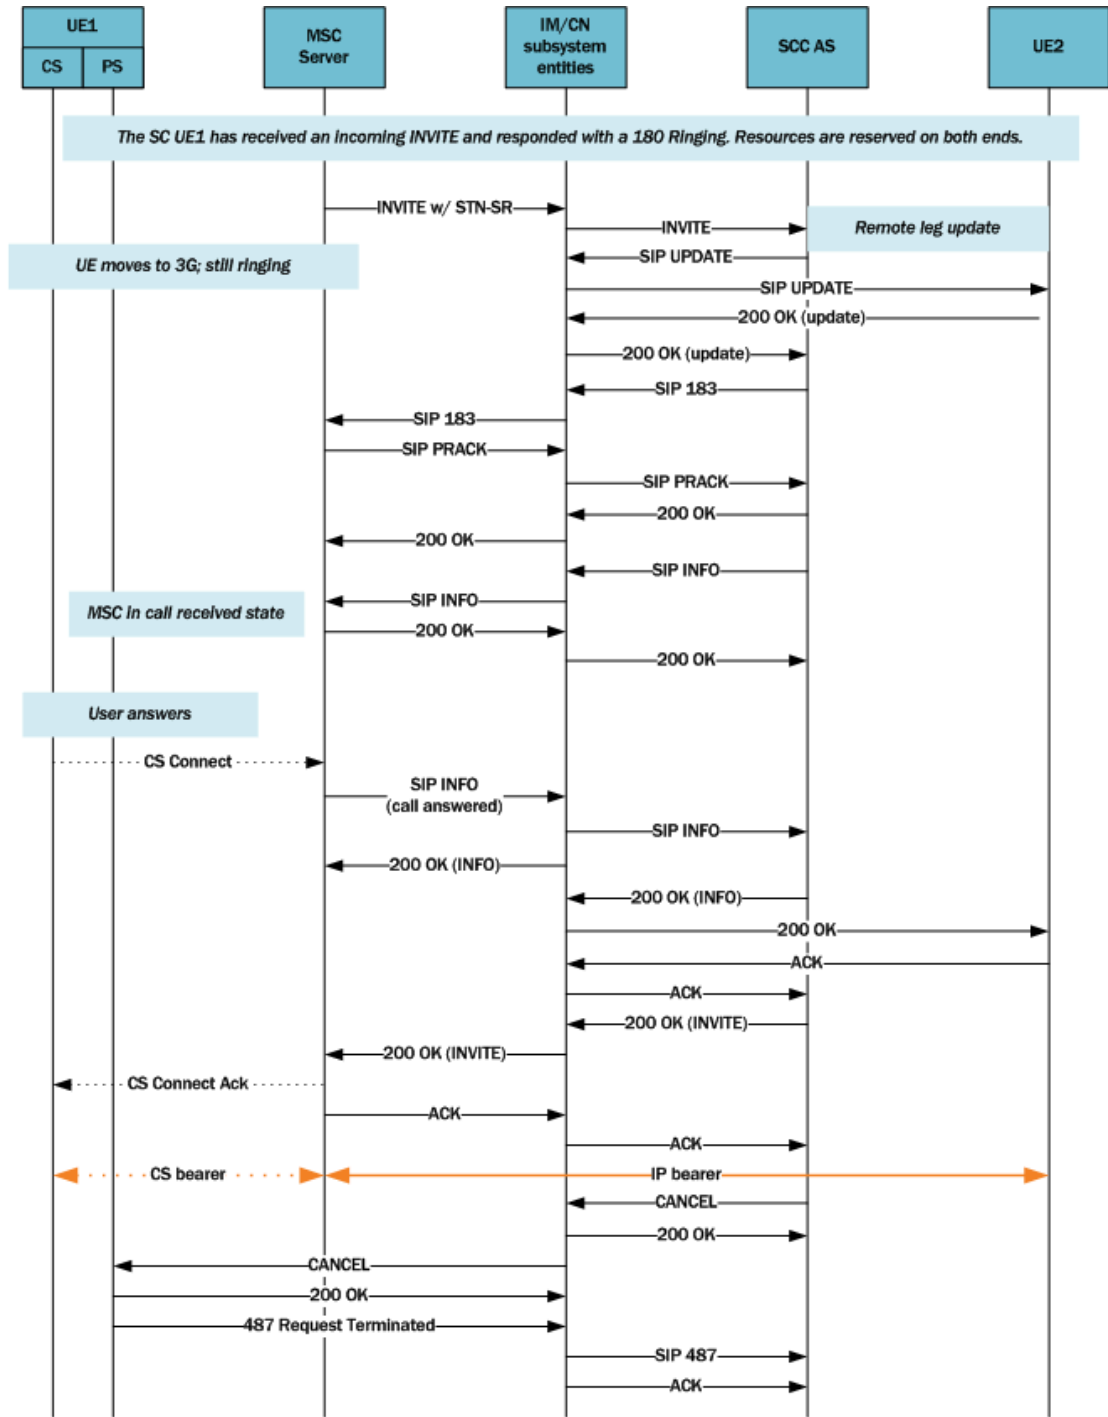 UE1
CS
PS
MSC
Server
IM/CN
subsystem
entities
SCC AS
UE2
The SC UE1 has received an incoming INVITE and responded with a 180 Ringing. Resources are reserved on both ends.
INVITE w/ STN-SR
INVITE
Remote leg update
SIP UPDATE
UE moves to 3G; still ringing
SIP UPDATE
200 OK (update)
200 OK (update)
SIP 183
SIP 183
SIP PRACK
SIP PRACK
200 OK
200 OK
SIP INFO
SIP INFO
MSC in call received state
200 OK
200 OK
User answers
CS Connect
SIP INFO
(call answered)
SIP INFO
200 OK (INFO)
200 OK (INFO)
200 OK
ACK
ACK
200 OK (INVITE)
200 OK (INVITE)
CS Connect Ack
ACK
ACK
CS bearer
IP bearer
CANCEL
200 OK
CANCEL
200 OK
487 Request Terminated
SIP 487
ACK